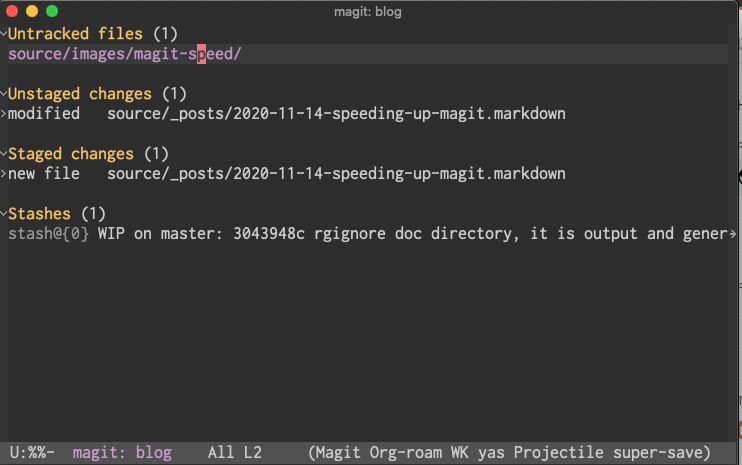 magit: blog
Untracked files (1)
source/images/magit-speed/
Unstaged changes (1)
modified   source/_posts/2020-11-14-speeding-up-magit.markdown
Staged changes (1)
new file   source/_posts/2020-11-14-speeding-up-magit.markdown
Stashes (1)
stash@{0} WIP on master: 3043948c rgignore doc directory, it is output and gener
U:%%-  magit: blog    All L2     (Magit Org-roam WK yas Projectile super-save)